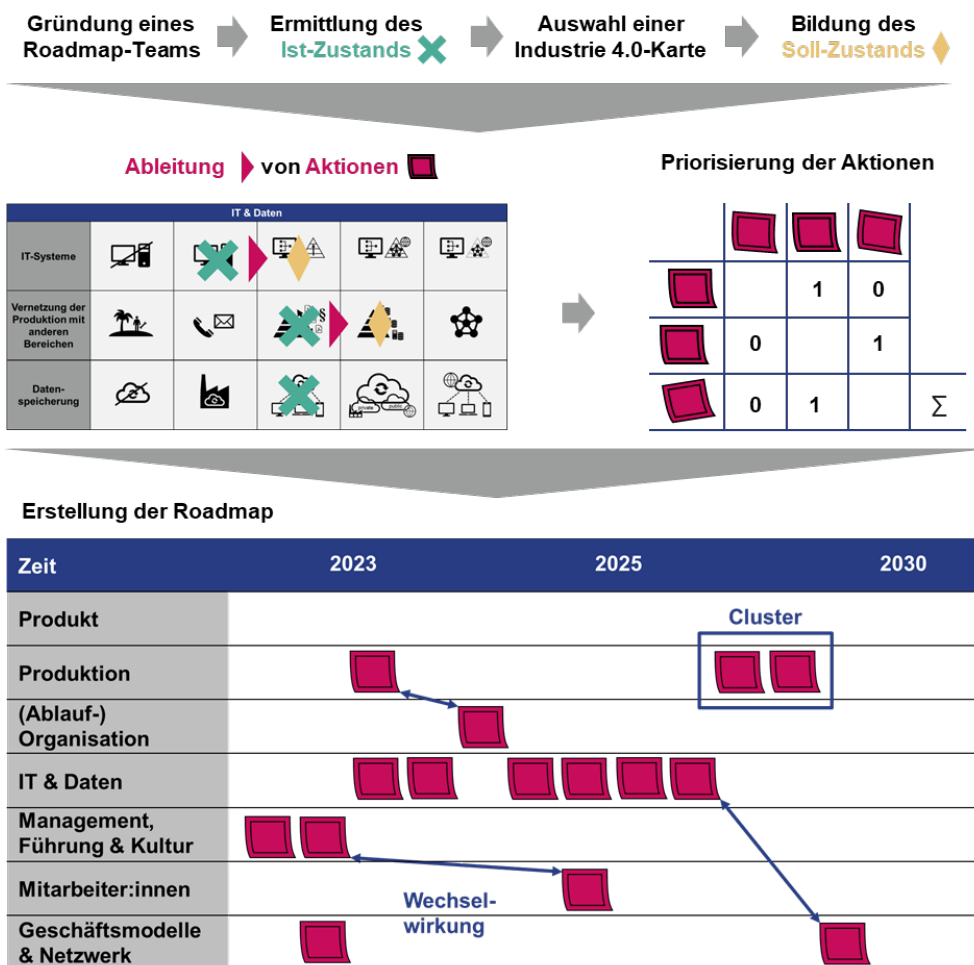 Gründung eines
Roadmap-Teams
Ermittlung des
Ist-Zustands
Auswahl einer
Industrie 4.0-Karte
Bildung des
Soll-Zustands
Ableitung von Aktionen
Priorisierung der Aktionen
IT & Daten
IT-Systeme
Vernetzung der
Produktion mit
anderen
Bereichen
§
Daten-
speicherung
private
public
1 0
0 1
0 1 Σ
Erstellung der Roadmap
Zeit 2023 2025 2030
Produkt
Cluster
Produktion
(Ablauf-)
Organisation
IT & Daten
Management,
Führung & Kultur
Mitarbeiter:innen
Wechsel-
wirkung
Geschäftsmodelle
& Netzwerk